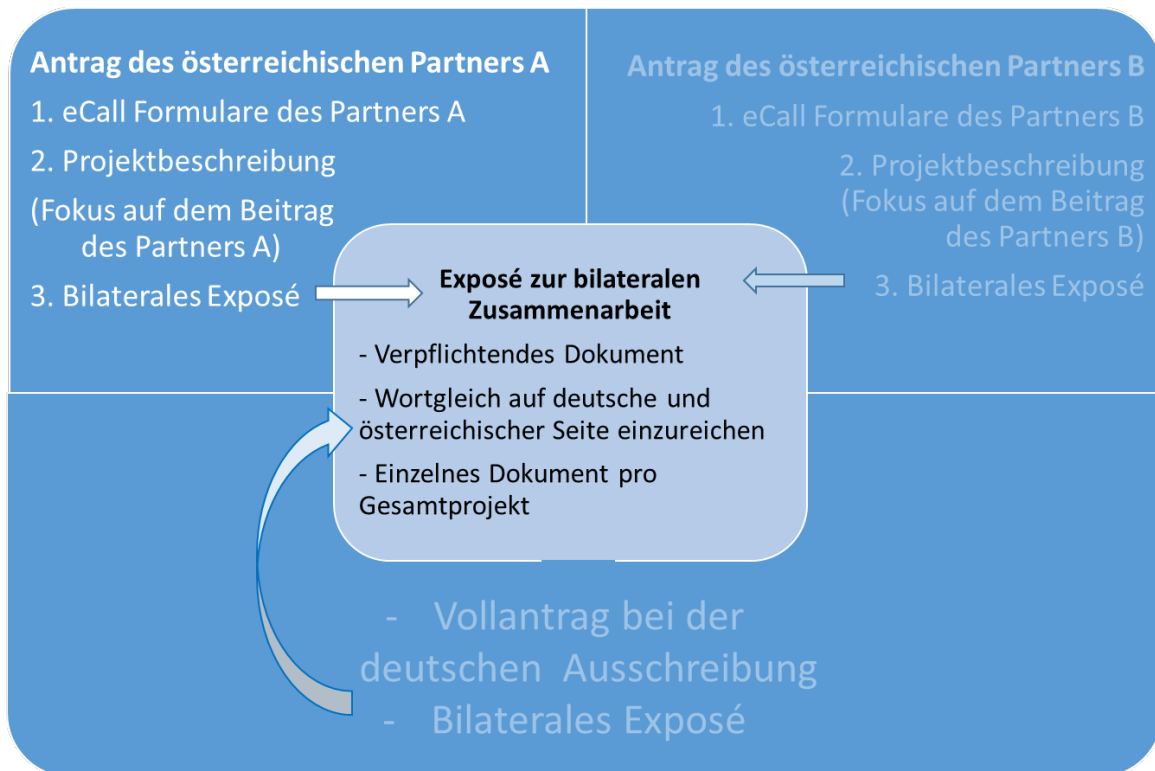 Antrag des österreichischen Partners A
1. eCall Formulare des Partners A
2. Projektbeschreibung
(Fokus auf dem Beitrag
des Partners A)
3. Bilaterales Exposé
Antrag des österreichischen Partners B
1. eCall Formulare des Partners B
2. Projektbeschreibung
(Fokus auf dem Beitrag
des Partners B)
3. Bilaterales Exposé
Exposé zur bilateralen
Zusammenarbeit
- Verpflichtendes Dokument
- Wortgleich auf deutsche und
österreichischer Seite einzureichen
- Einzelnes Dokument pro
Gesamtprojekt
- Vollantrag bei der
deutschen Ausschreibung
- Bilaterales Exposé